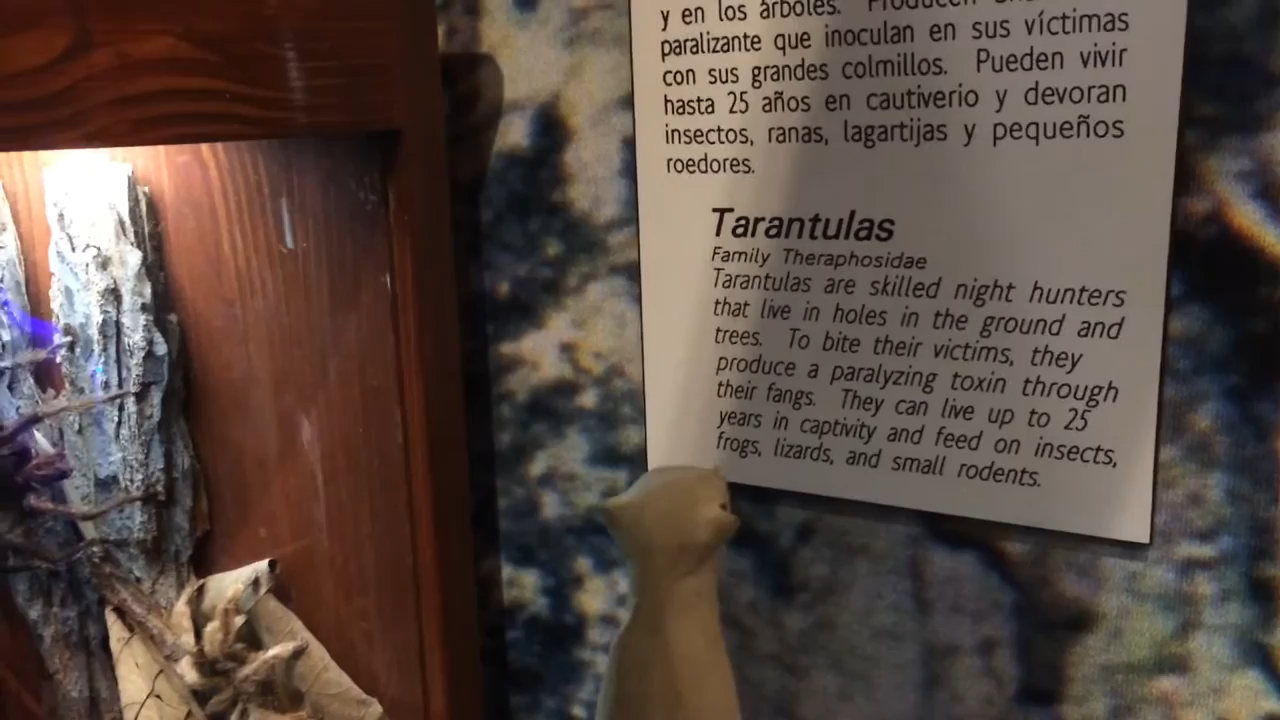 y en los árboles. Producen
paralizante que inoculan en sus víctimas
con sus grandes colmillos. Pueden vivir
hasta 25 años en cautiverio y devoran
insectos, ranas, lagartijas y pequeños
roedores.
Tarantulas
Family Theraphosidae
Tarantulas are skilled night hunters
that live in holes in the ground and
trees. To bite their victims, they
produce a paralyzing toxin through
their fangs. They can live up to 25
years in captivity and feed on insects,
frogs, lizards, and small rodents.